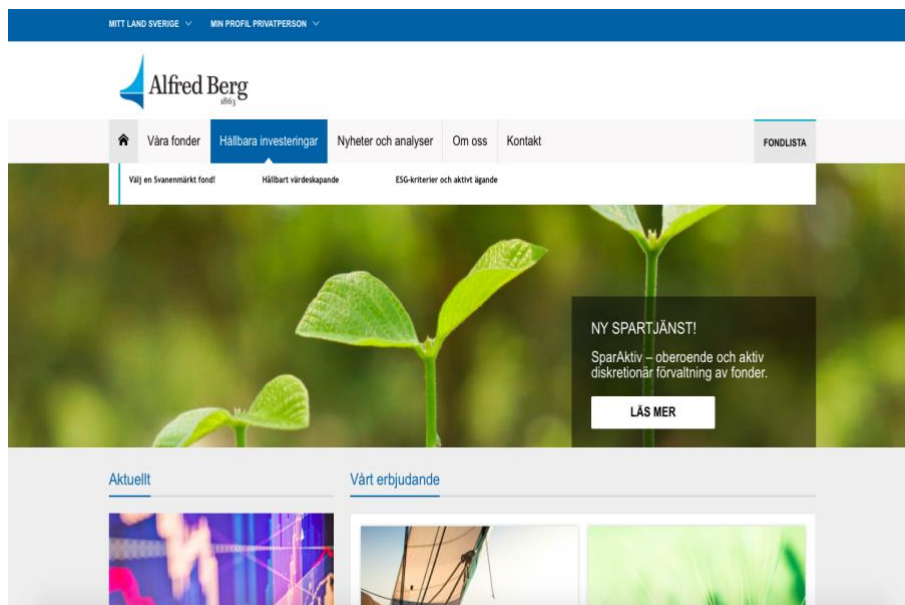 MITT LAND SVERIGE MIN PROFIL PRIVATPERSON
Alfred Berg
1863
Våra fonder Hållbara investeringar Nyheter och analyser Om oss Kontakt FONDLISTA
Välj en Svanenmärkt fond! Hållbart värdeskapande ESG-kriterier och aktivt ägande
NY SPARTJÄNST!
SparAktiv – oberoende och aktiv
diskretionär förvaltning av fonder.
LÄS MER
Aktuellt Vårt erbjudande